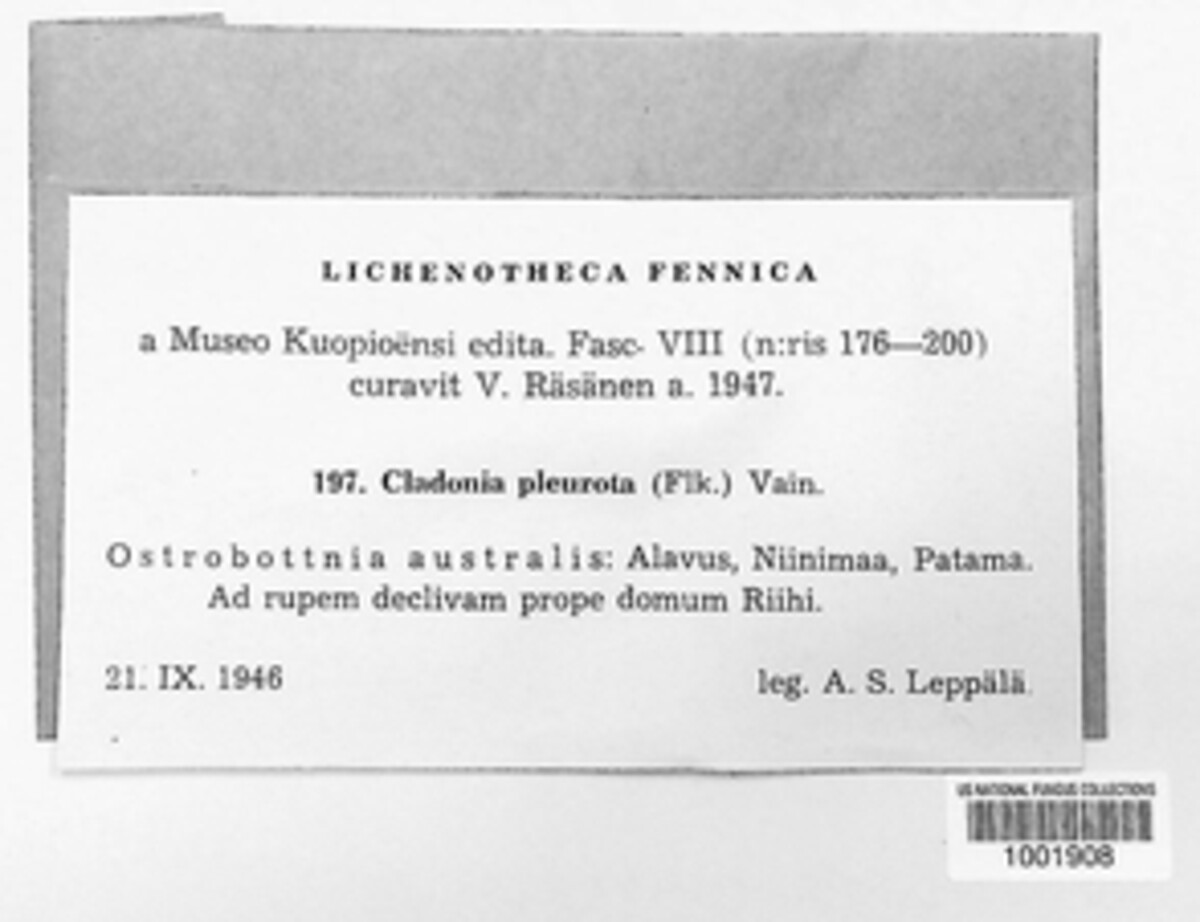 LICHENOTHECA FENNICA
a Museo Kuopioënsi edita. Fasc. VIII (n:ris 176—200)
curavit V. Räsänen a. 1947.
197. Cladonia pleurota (Flk.) Vain.
Ostrobottnia australis: Alavus, Niinimaa, Patama.
Ad rupem declivam prope domum Riihi.
21. IX. 1946
leg. A. S. Leppälä.
US NATIONAL FUNGUS COLLECTIONS
1001908